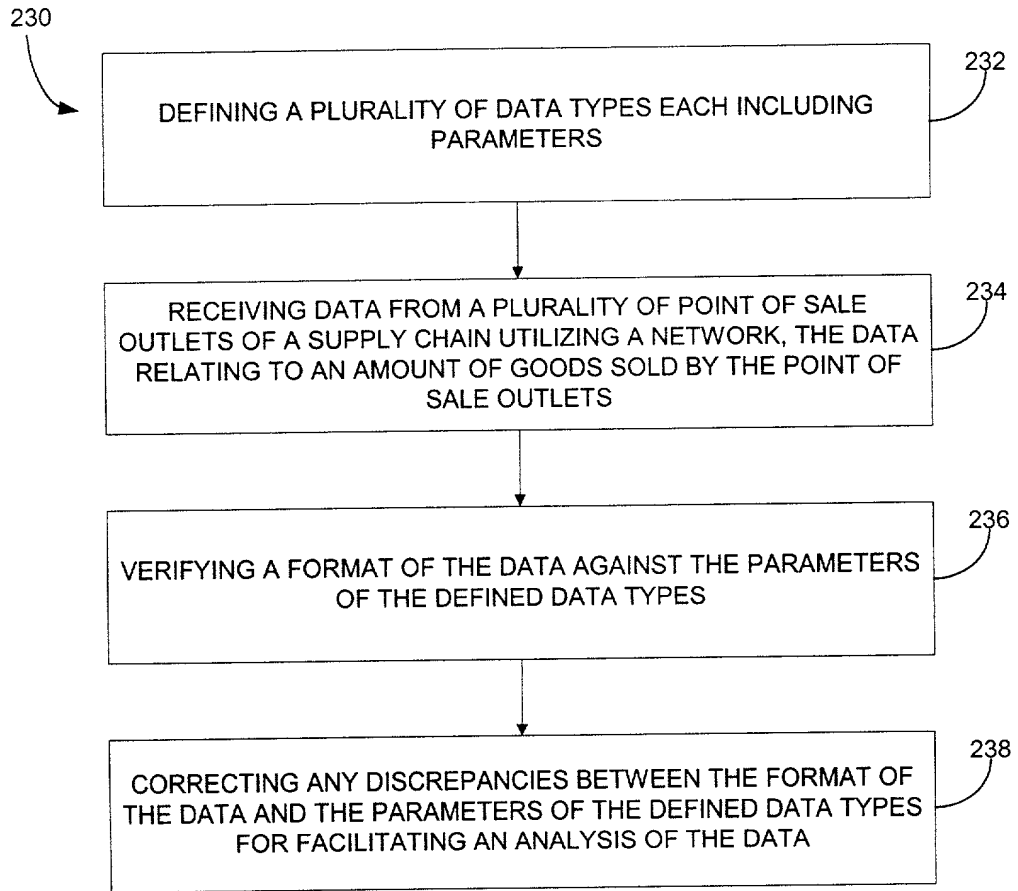 230
232
DEFINING A PLURALITY OF DATA TYPES EACH INCLUDING
PARAMETERS
234
RECEIVING DATA FROM A PLURALITY OF POINT OF SALE
OUTLETS OF A SUPPLY CHAIN UTILIZING A NETWORK, THE DATA
RELATING TO AN AMOUNT OF GOODS SOLD BY THE POINT OF
SALE OUTLETS
236
VERIFYING A FORMAT OF THE DATA AGAINST THE PARAMETERS
OF THE DEFINED DATA TYPES
238
CORRECTING ANY DISCREPANCIES BETWEEN THE FORMAT OF
THE DATA AND THE PARAMETERS OF THE DEFINED DATA TYPES
FOR FACILITATING AN ANALYSIS OF THE DATA